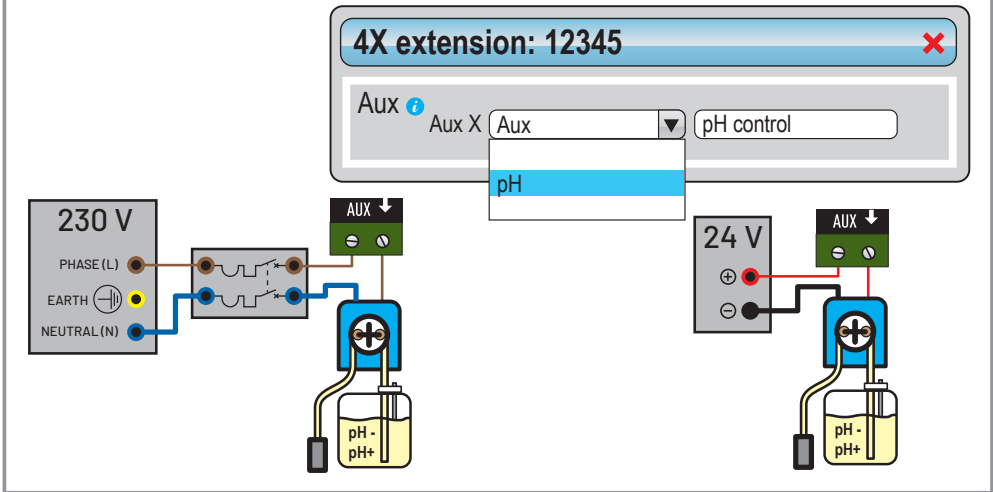 4X extension: 12345
Aux i
Aux X Aux pH control
pH
230 V
PHASE (L)
EARTH
NEUTRAL (N)
AUX
pH -
pH+
24 V
+
−
AUX
pH -
pH+